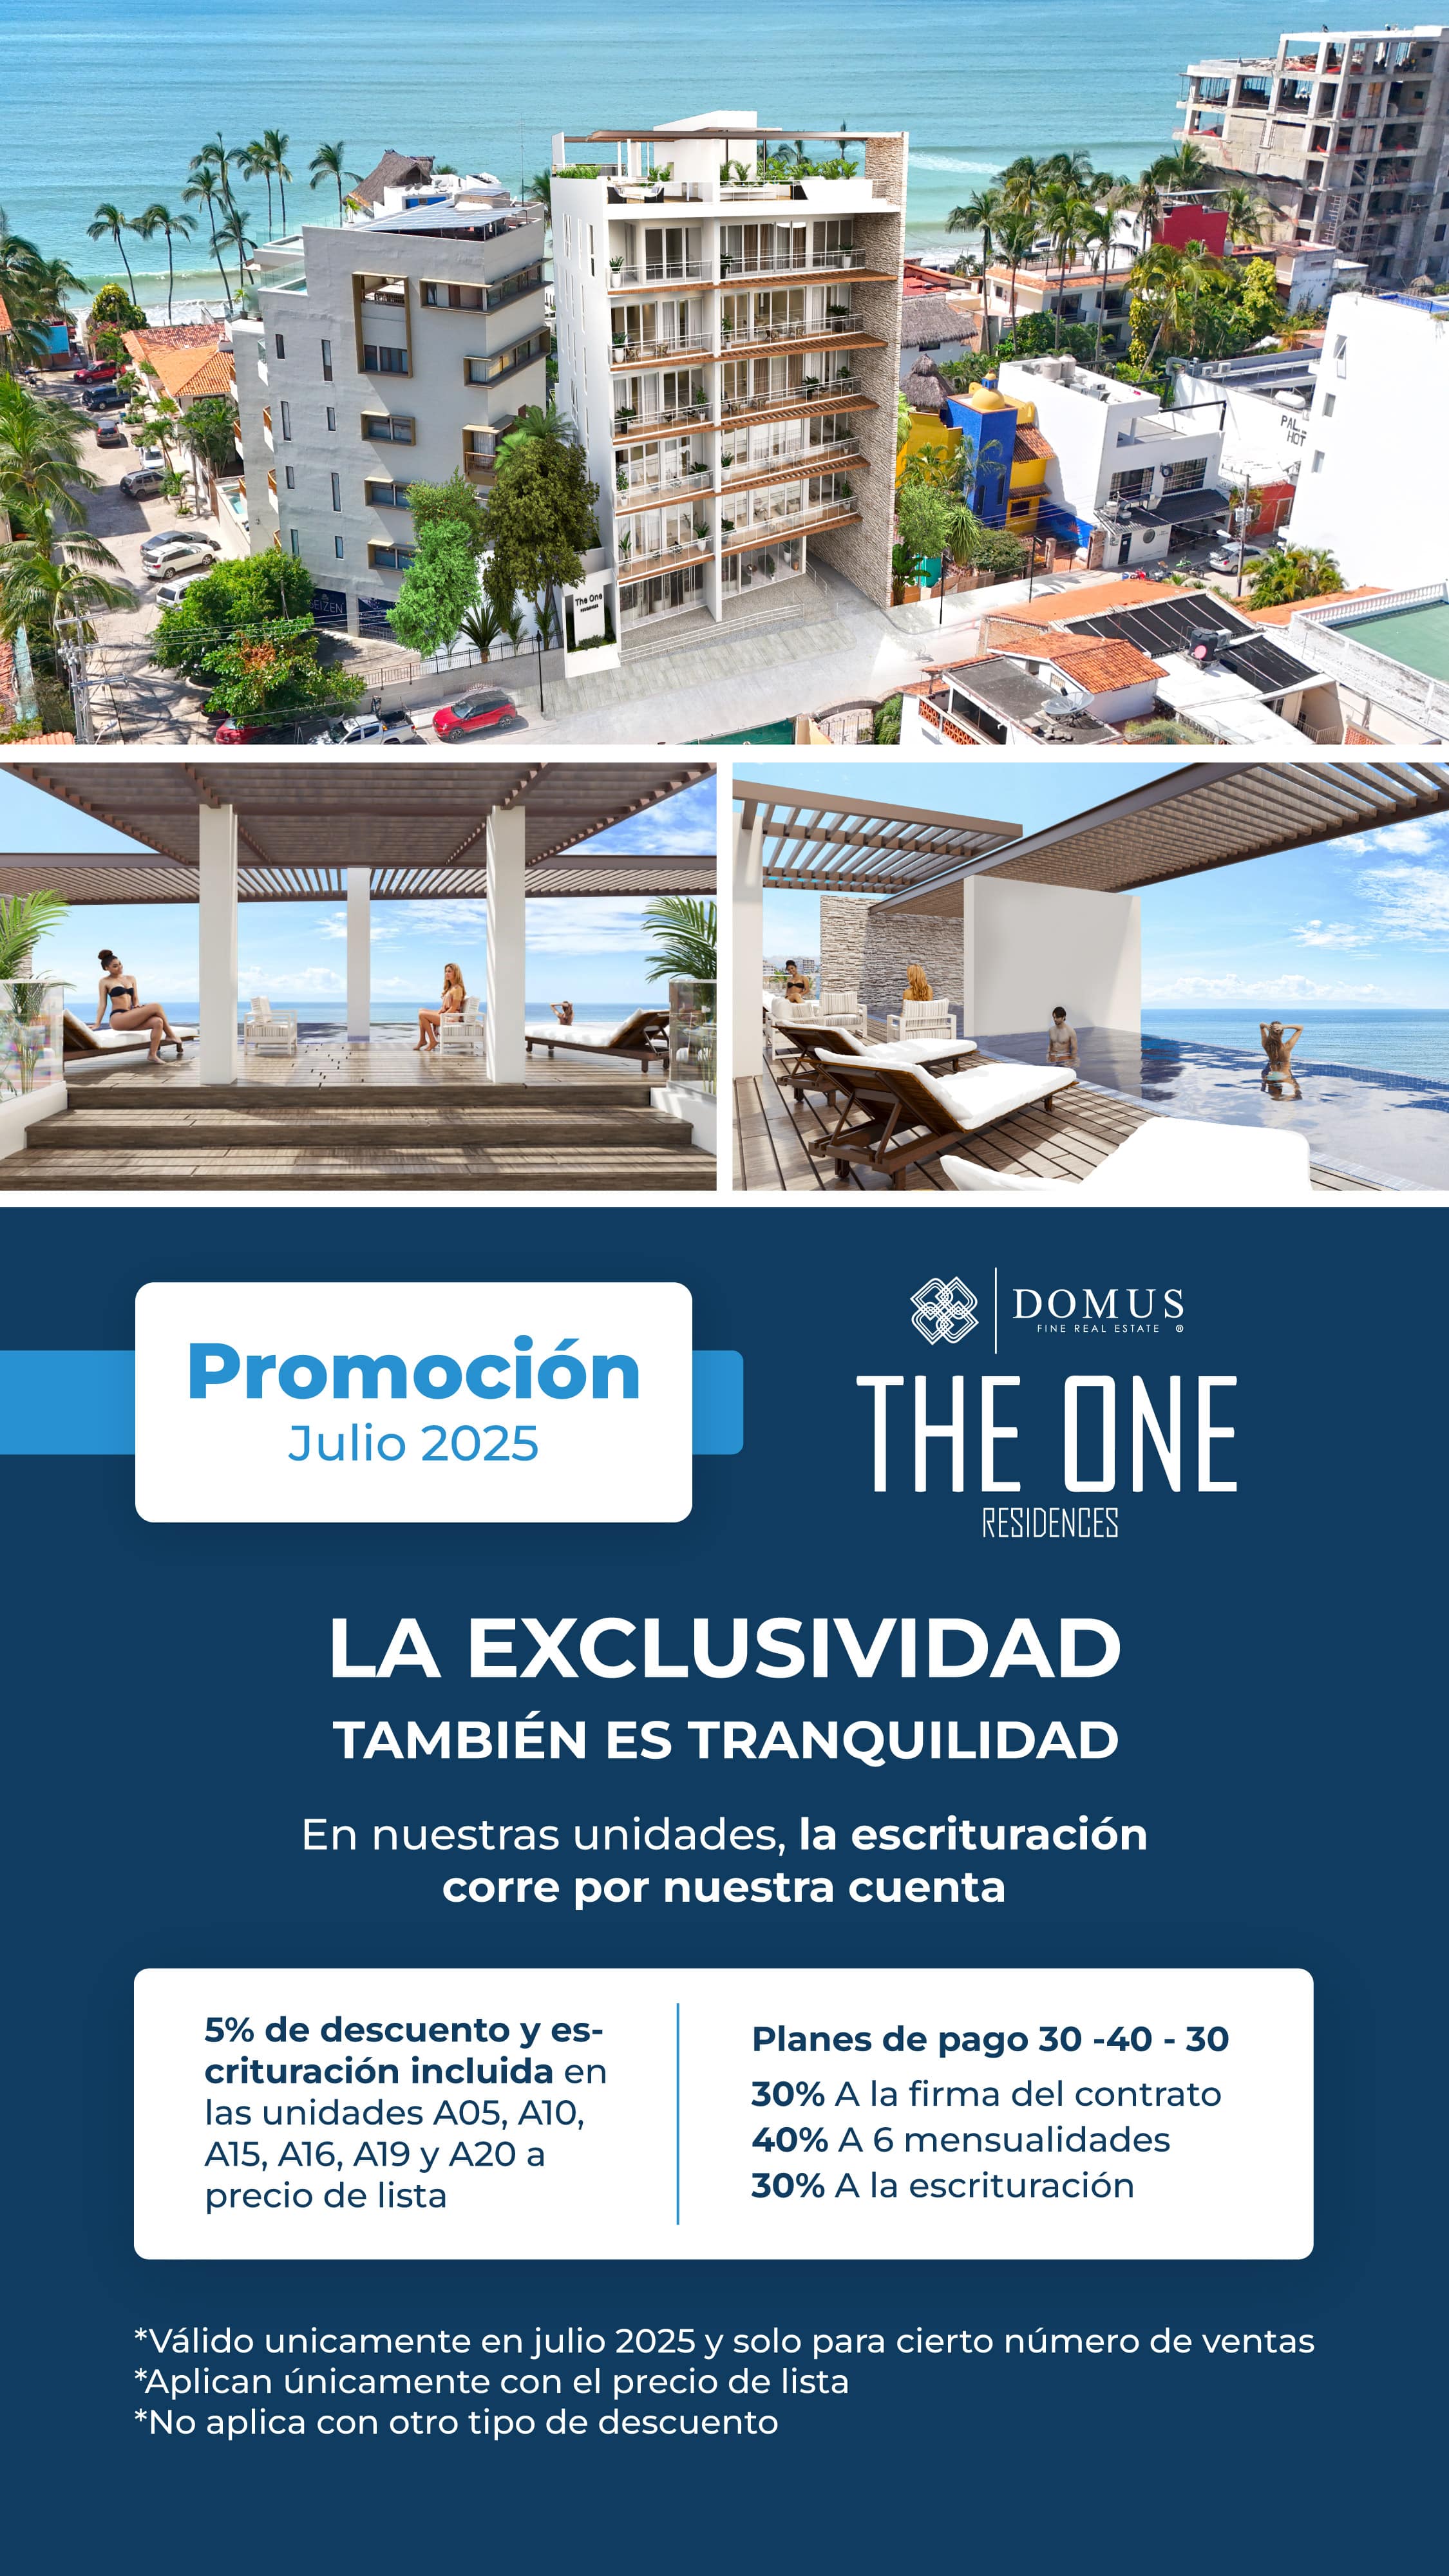 PAL
HOT
EIZEN
The One
RESIDENCES
Promoción
Julio 2025
DOMUS
FINE REAL ESTATE ®
THE ONE
RESIDENCES
LA EXCLUSIVIDAD
TAMBIÉN ES TRANQUILIDAD
En nuestras unidades, la escrituración
corre por nuestra cuenta
5% de descuento y es-
crituración incluida en
las unidades A05, A10,
A15, A16, A19 y A20 a
precio de lista
Planes de pago 30 -40 - 30
30% A la firma del contrato
40% A 6 mensualidades
30% A la escrituración
*Válido unicamente en julio 2025 y solo para cierto número de ventas
*Aplican únicamente con el precio de lista
*No aplica con otro tipo de descuento